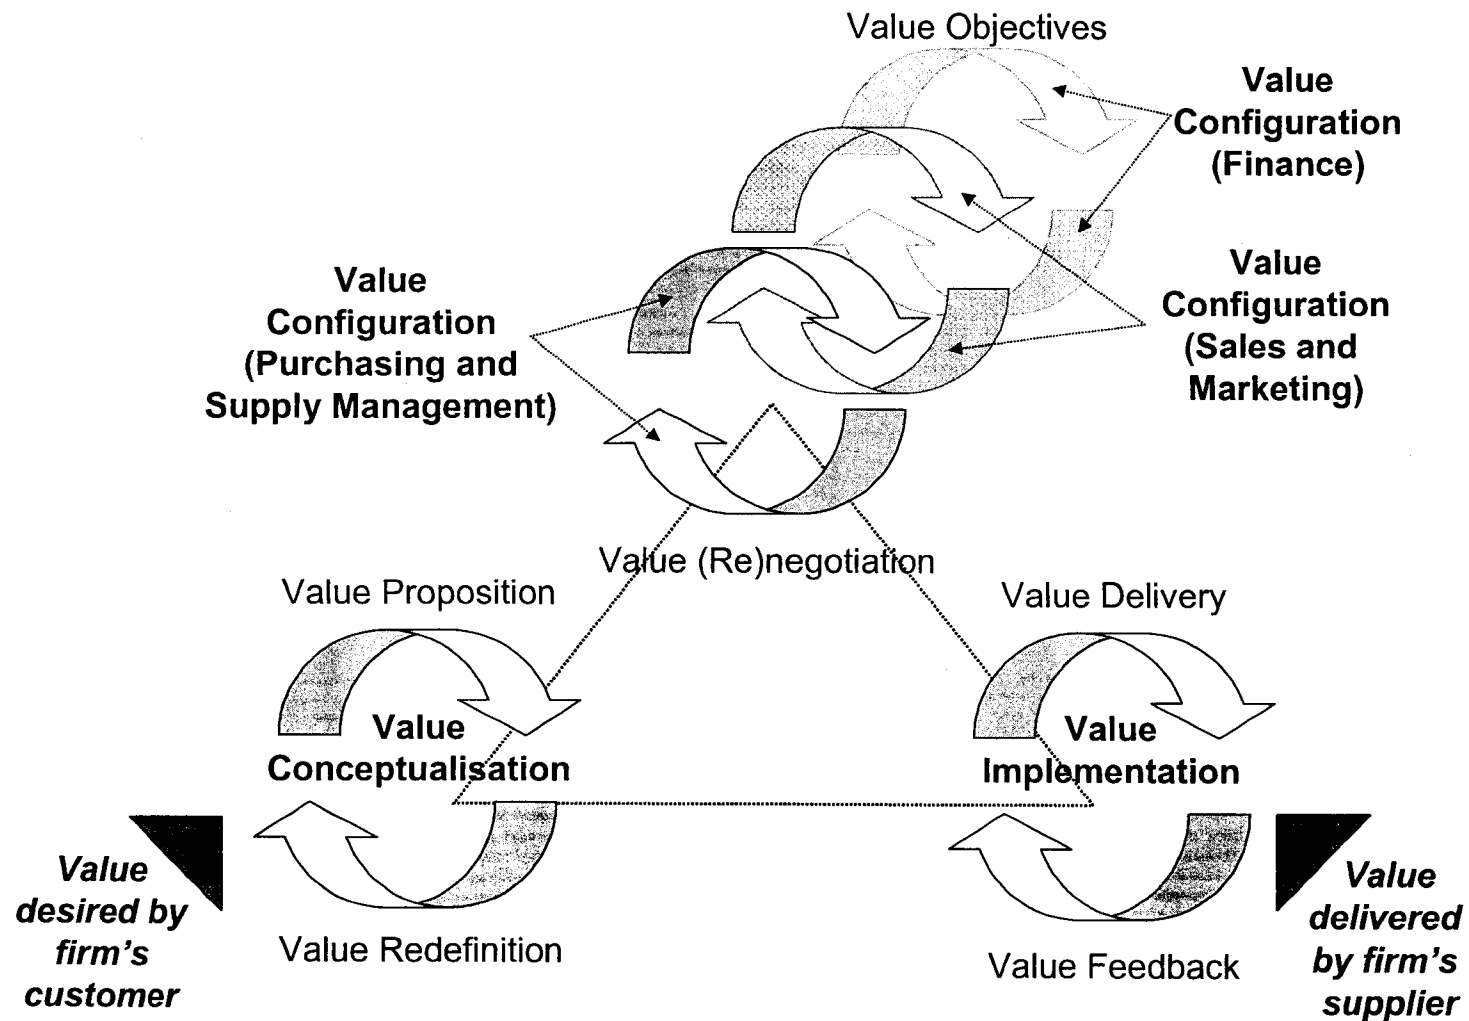 Value Objectives
Value
Configuration
(Finance)
Value
Configuration
(Purchasing and
Supply Management)
Value
Configuration
(Sales and
Marketing)
Value (Re)negotiation
Value Proposition
Value Delivery
Value
Conceptualisation
Value
Implementation
Value
desired by
firm's
customer
Value Redefinition
Value Feedback
Value
delivered
by firm's
supplier